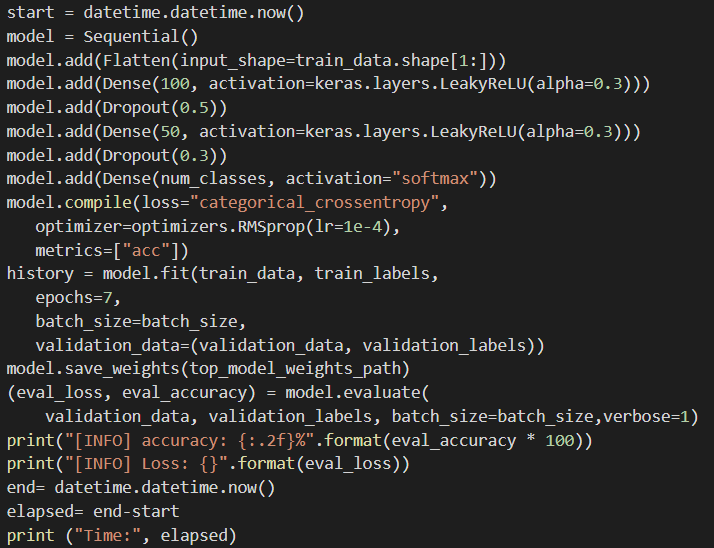 start = datetime.datetime.now()
model = Sequential()
model.add(Flatten(input_shape=train_data.shape[1:]))
model.add(Dense(100, activation=keras.layers.LeakyReLU(alpha=0.3)))
model.add(Dropout(0.5))
model.add(Dense(50, activation=keras.layers.LeakyReLU(alpha=0.3)))
model.add(Dropout(0.3))
model.add(Dense(num_classes, activation="softmax"))
model.compile(loss="categorical_crossentropy",
   optimizer=optimizers.RMSprop(lr=1e-4),
   metrics=["acc"])
history = model.fit(train_data, train_labels,
   epochs=7,
   batch_size=batch_size,
   validation_data=(validation_data, validation_labels))
model.save_weights(top_model_weights_path)
(eval_loss, eval_accuracy) = model.evaluate(
    validation_data, validation_labels, batch_size=batch_size,verbose=1)
print("[INFO] accuracy: {:.2f}%".format(eval_accuracy * 100))
print("[INFO] Loss: {}".format(eval_loss))
end= datetime.datetime.now()
elapsed= end-start
print ("Time:", elapsed)